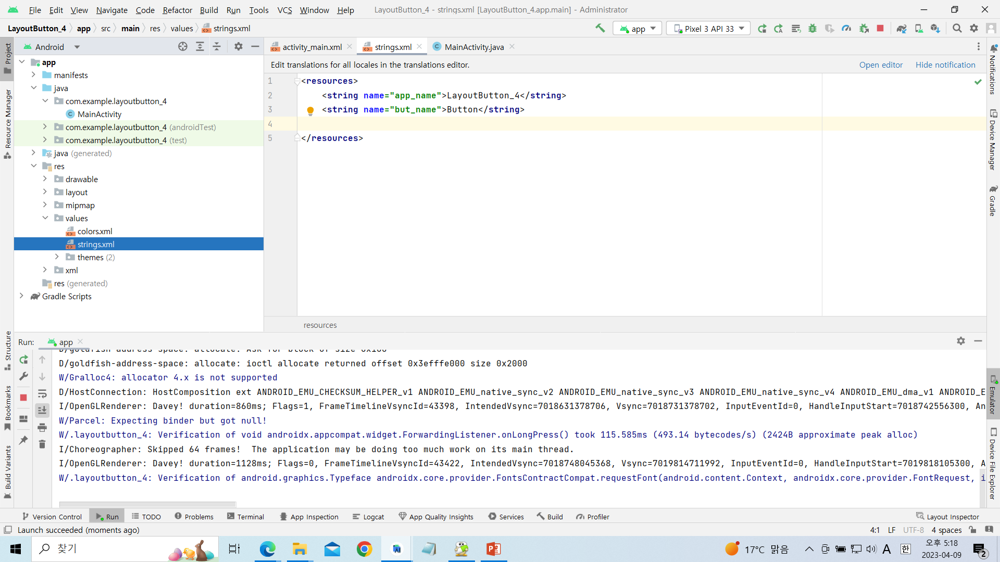 File Edit View Navigate Code Refactor Build Run Tools VCS Window Help LayoutButton_4 - strings.xml [LayoutButton_4.app.main] - Administrator
LayoutButton_4 app src main res values strings.xml app Pixel 3 API 33
Project
Resource Manager
Structure
Bookmarks
Build Variants
Android
app
manifests
java
com.example.layoutbutton_4
MainActivity
com.example.layoutbutton_4 (androidTest)
com.example.layoutbutton_4 (test)
java (generated)
res
drawable
layout
mipmap
values
colors.xml
strings.xml
themes (2)
xml
res (generated)
Gradle Scripts
activity_main.xml strings.xml MainActivity.java
Edit translations for all locales in the translations editor. Open editor Hide notification
1 <resources>
2 <string name="app_name">LayoutButton_4</string>
3 <string name="but_name">Button</string>
4
5 </resources>
resources
Notifications
Device Manager
Gradle
Emulator
Device File Explorer
Run: app
D/goldfish-address-space: allocate: Ask for block of size 0x100
D/goldfish-address-space: allocate: ioctl allocate returned offset 0x3efffe000 size 0x2000
W/Gralloc4: allocator 4.x is not supported
D/HostConnection: HostComposition ext ANDROID_EMU_CHECKSUM_HELPER_v1 ANDROID_EMU_native_sync_v2 ANDROID_EMU_native_sync_v3 ANDROID_EMU_native_sync_v4 ANDROID_EMU_dma_v1 ANDROID_E
I/OpenGLRenderer: Davey! duration=860ms; Flags=1, FrameTimelineVsyncId=43398, IntendedVsync=7018631378706, Vsync=7018731378702, InputEventId=0, HandleInputStart=7018742556300, An
W/Parcel: Expecting binder but got null!
W/.layoutbutton_4: Verification of void androidx.appcompat.widget.ForwardingListener.onLongPress() took 115.585ms (493.14 bytecodes/s) (2424B approximate peak alloc)
I/Choreographer: Skipped 64 frames!  The application may be doing too much work on its main thread.
I/OpenGLRenderer: Davey! duration=1128ms; Flags=0, FrameTimelineVsyncId=43422, IntendedVsync=7018748045368, Vsync=7019814711992, InputEventId=0, HandleInputStart=7019818105300, A
W/.layoutbutton_4: Verification of android.graphics.Typeface androidx.core.provider.FontsContractCompat.requestFont(android.content.Context, androidx.core.provider.FontRequest, i
Version Control Run TODO Problems Terminal App Inspection Logcat App Quality Insights Services Build Profiler Layout Inspector
Launch succeeded (moments ago) 4:1 LF UTF-8 4 spaces
찾기 17°C 맑음 A 한 오후 5:18
2023-04-09 2